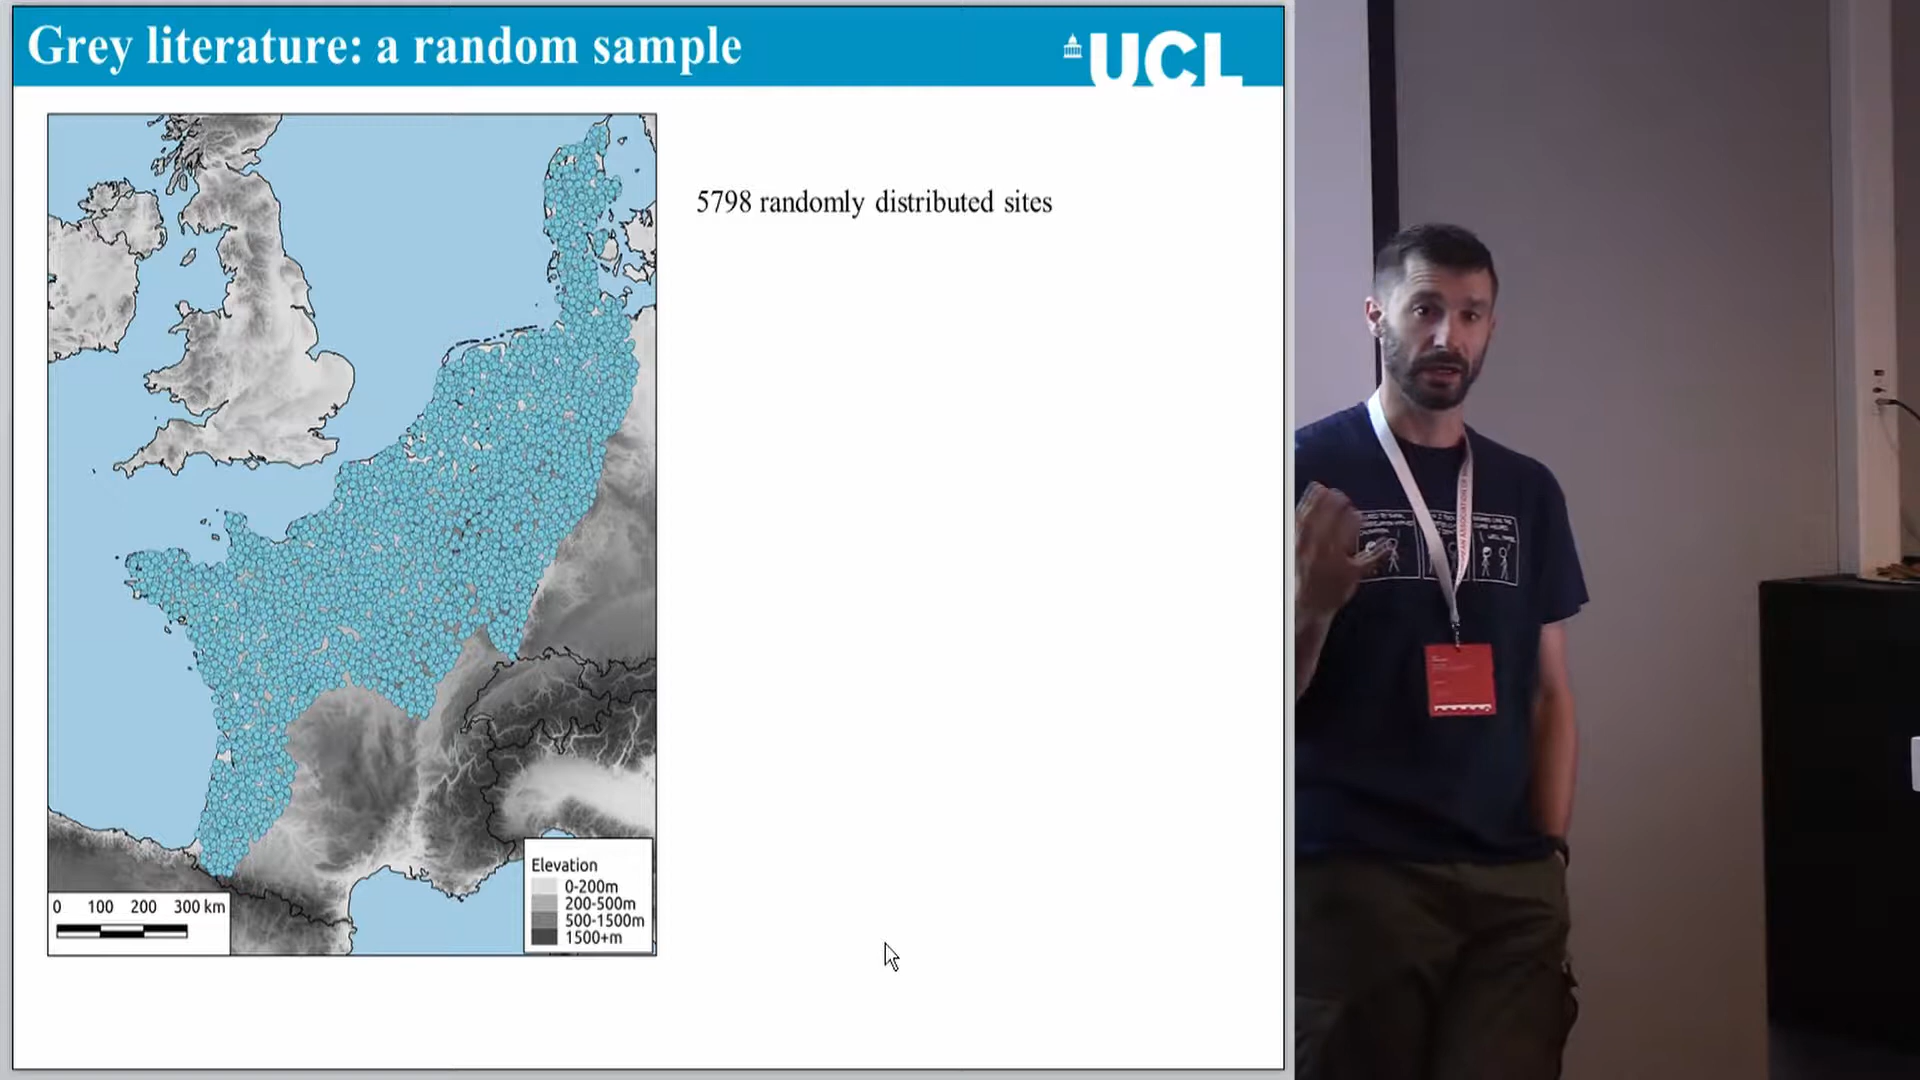 Grey literature: a random sample
UCL
5798 randomly distributed sites
Elevation
0-200m
200-500m
500-1500m
1500+m
0 100 200 300 km